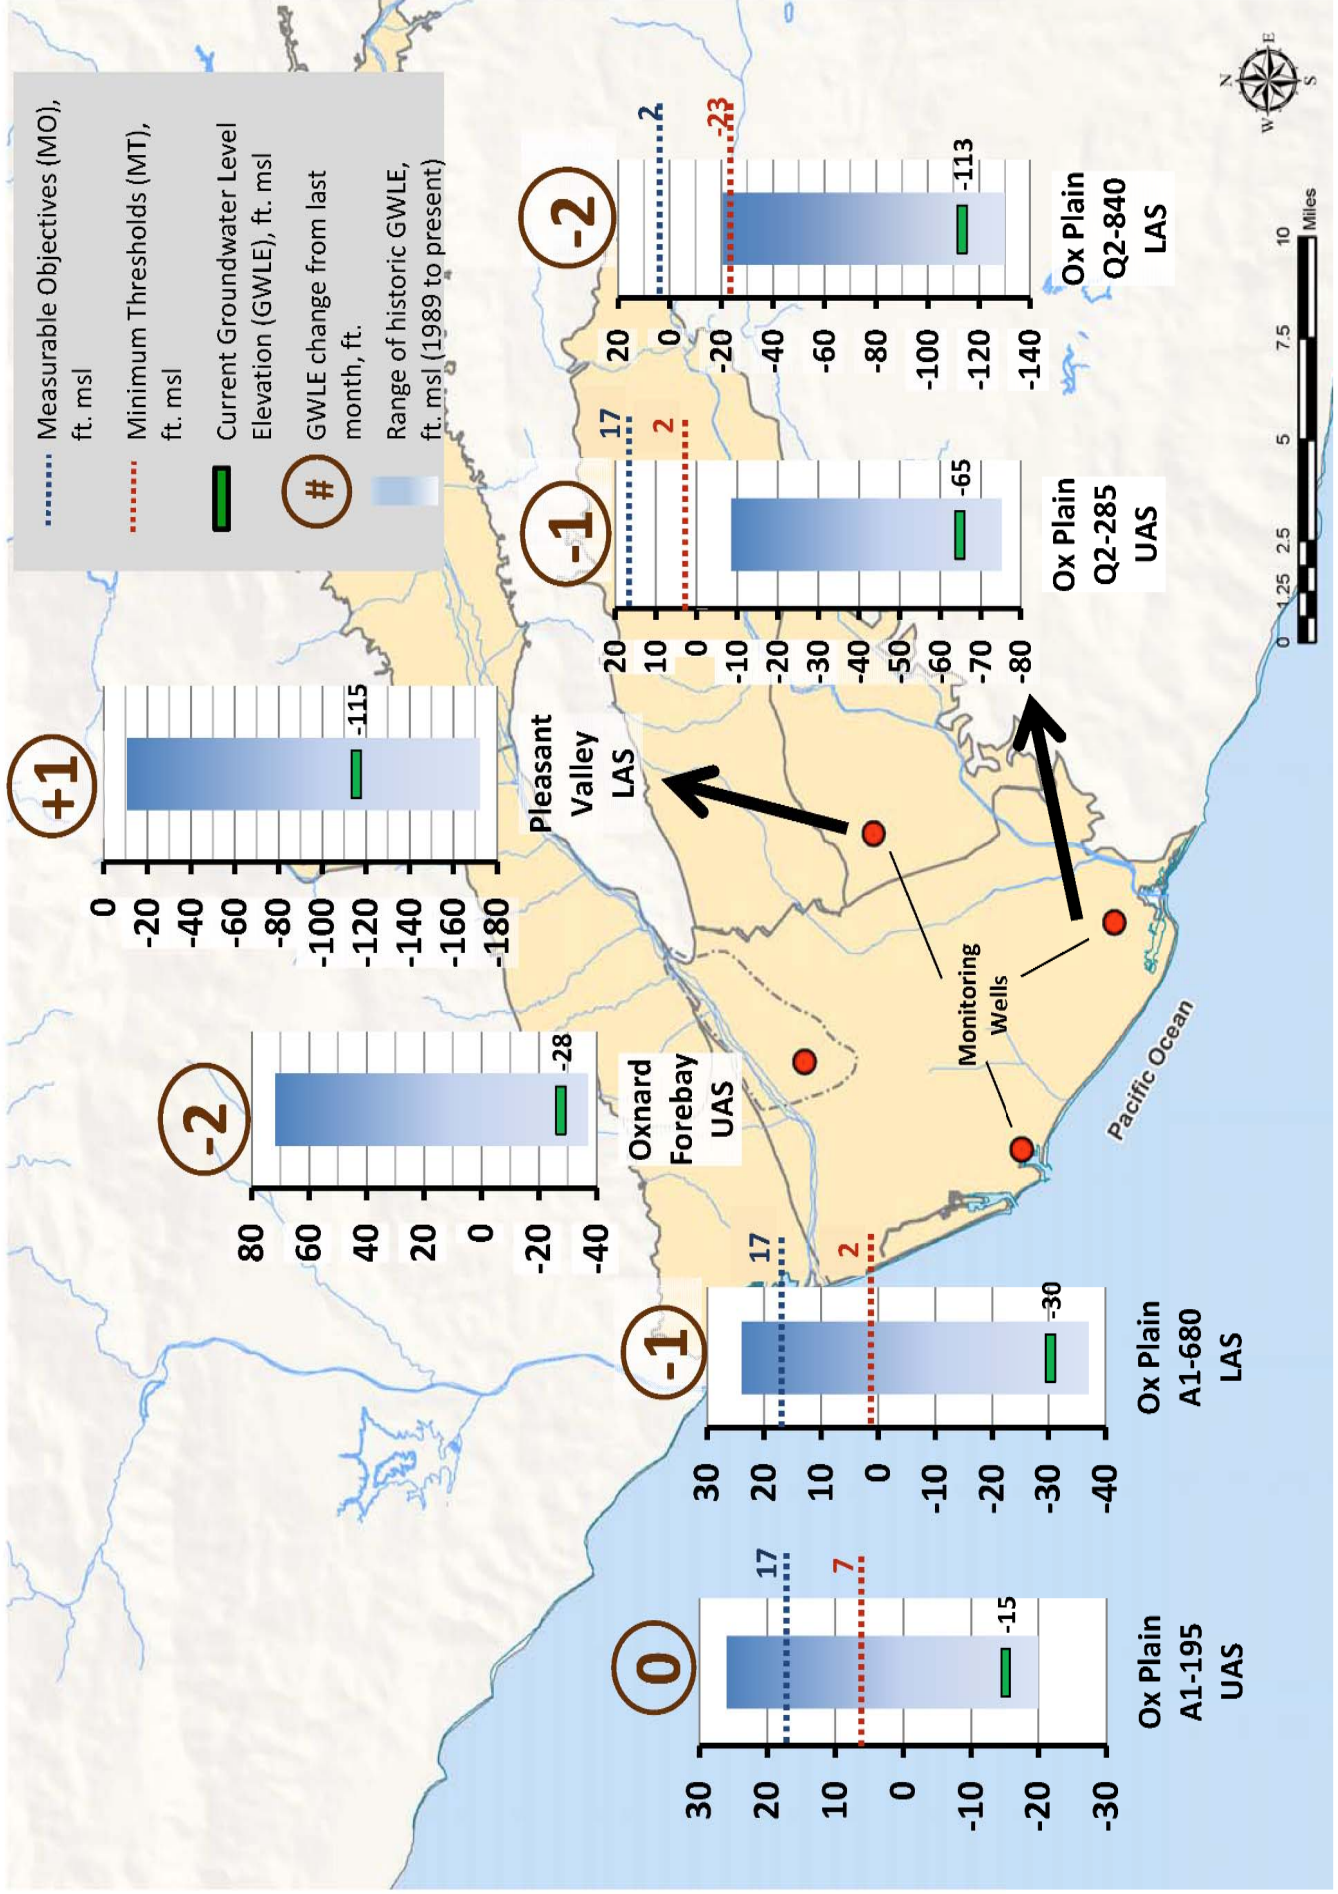 Measurable Objectives (MO),
ft. msl
Minimum Thresholds (MT),
ft. msl
Current Groundwater Level
Elevation (GWLE), ft. msl
#
GWLE change from last
month, ft.
Range of historic GWLE,
ft. msl (1989 to present)
+1
0
-20
-40
-60
-80
-100
-120
-140
-160
-180
-115
Pleasant
Valley
LAS
-2
80
60
40
20
0
-20
-40
-28
Oxnard
Forebay
UAS
0
30
20
10
0
-10
-20
-30
17
7
-15
Ox Plain
A1-195
UAS
-1
30
20
10
0
-10
-20
-30
-40
17
2
-30
Ox Plain
A1-680
LAS
-1
20
10
0
-10
-20
-30
-40
-50
-60
-70
-80
17
2
-65
Ox Plain
Q2-285
UAS
-2
20
0
-20
-40
-60
-80
-100
-120
-140
2
-23
-113
Ox Plain
Q2-840
LAS
Monitoring
Wells
Pacific Ocean
0 1.25 2.5 5 7.5 10
Miles
N
W E
S